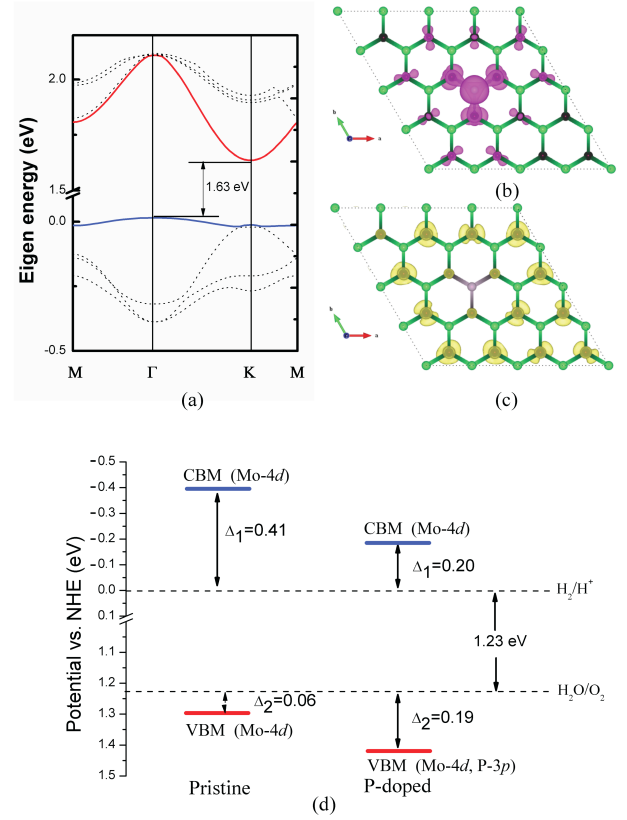 (a)
Eigen energy (eV)
2.0
1.5
0.0
-0.5
1.63 eV
M
Γ
K
M
b
a
(b)
b
a
(c)
Potential vs. NHE (eV)
-0.5
-0.4
-0.3
-0.2
-0.1
0.0
0.1
1.1
1.2
1.3
1.4
1.5
CBM (Mo-4d)
Δ1=0.41
CBM (Mo-4d)
Δ1=0.20
H2/H+
1.23 eV
H2O/O2
Δ2=0.06
VBM (Mo-4d)
Δ2=0.19
VBM (Mo-4d, P-3p)
Pristine
P-doped
(d)